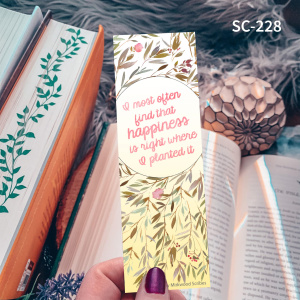 SC-228
I most often
find that
happiness
is right where
I planted it